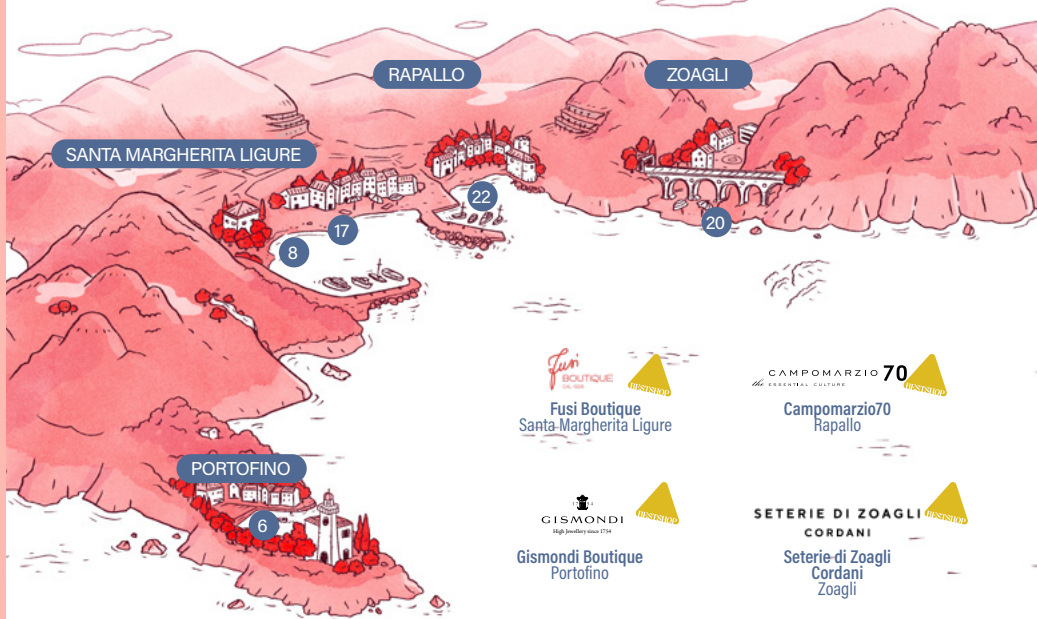 RAPALLO
ZOAGLI
SANTA MARGHERITA LIGURE
22
20
17
8
PORTOFINO
6
Fusi
BOUTIQUE
BESTSHOP
Fusi Boutique
Santa Margherita Ligure
CAMPOMARZIO 70
the ESSENTIAL CULTURE
BESTSHOP
Campomarzio70
Rapallo
GISMONDI
High Jewellery since 1754
BESTSHOP
Gismondi Boutique
Portofino
SETERIE DI ZOAGLI
CORDANI
BESTSHOP
Seterie di Zoagli
Cordani
Zoagli